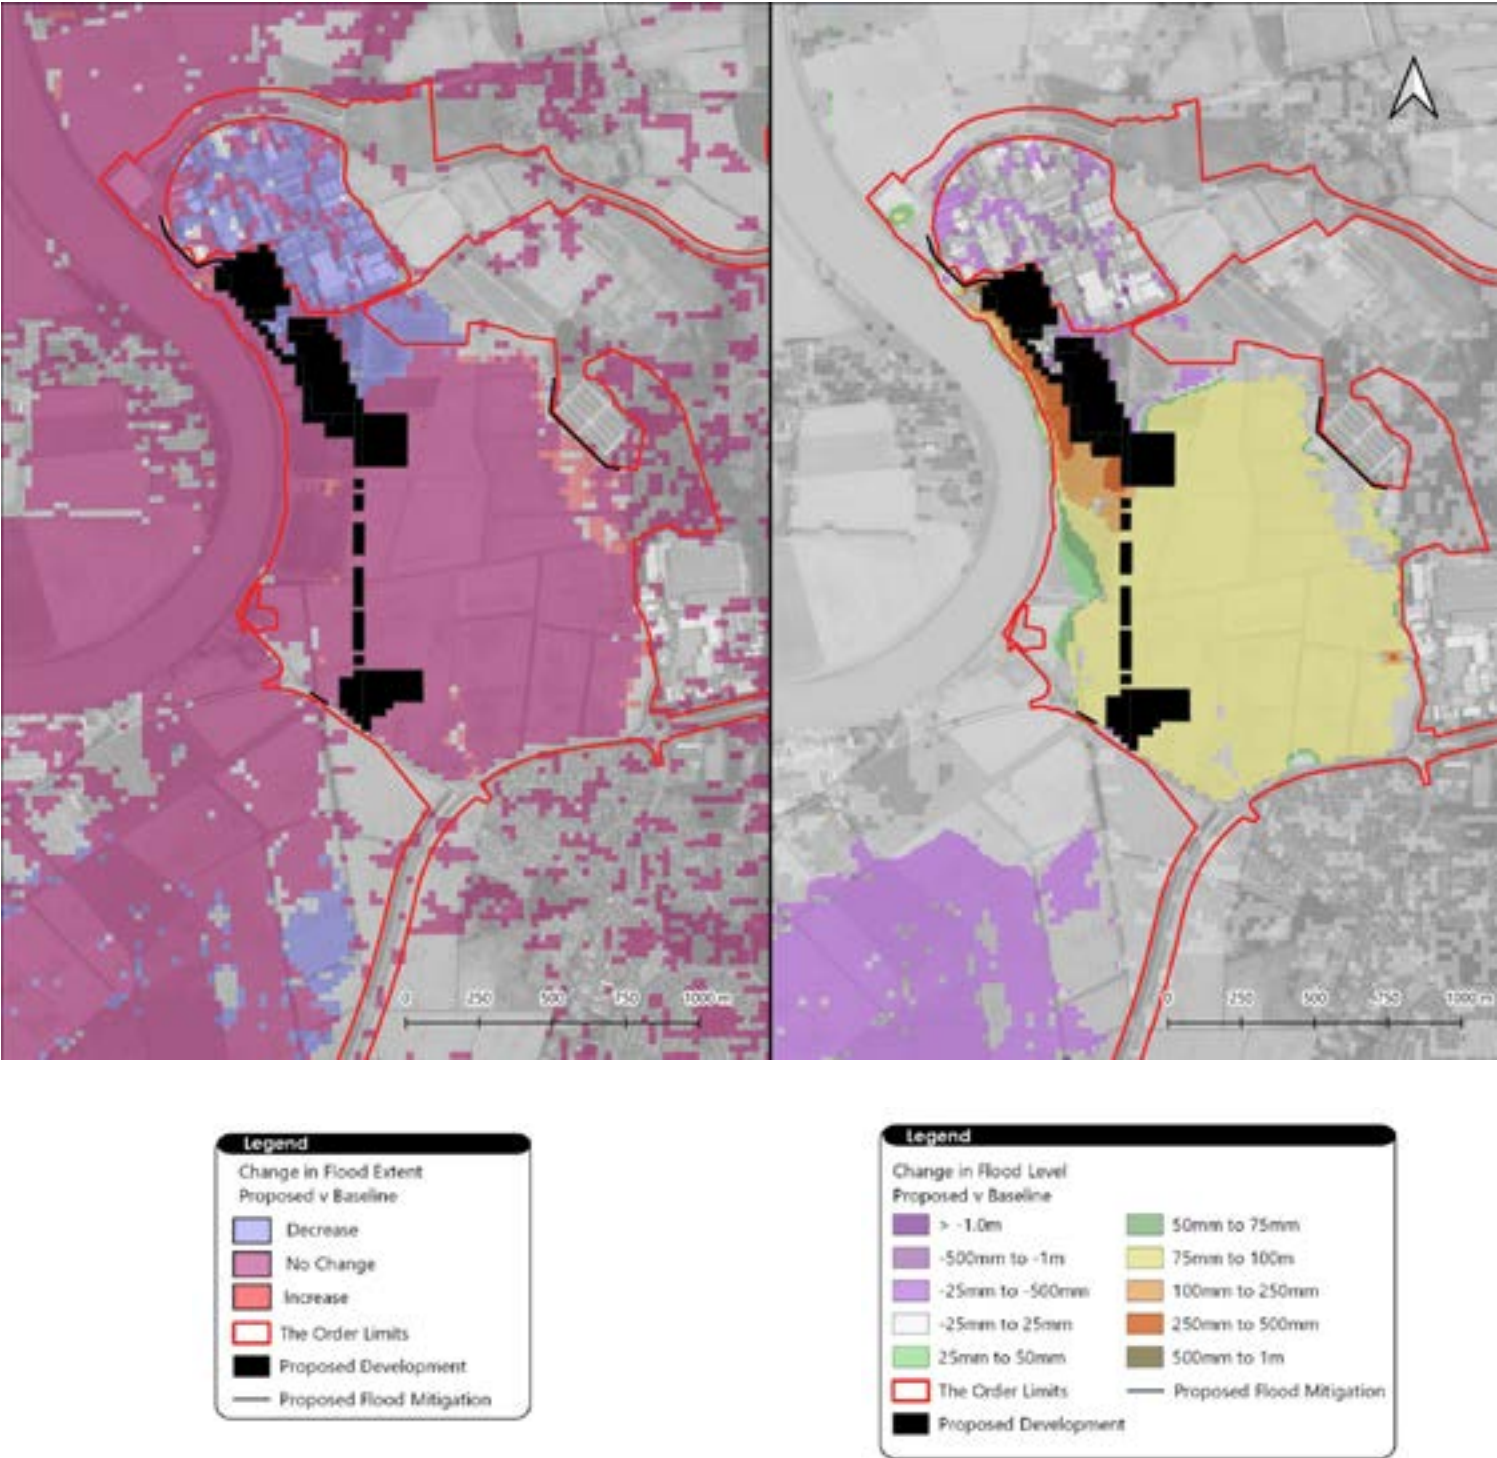 0 250 500 750 1000 m
0 250 500 750 1000 m
Legend
Change in Flood Extent
Proposed v Baseline
Decrease
No Change
Increase
The Order Limits
Proposed Development
Proposed Flood Mitigation
Legend
Change in Flood Level
Proposed v Baseline
> -1.0m
-500mm to -1m
-25mm to -500mm
-25mm to 25mm
25mm to 50mm
The Order Limits
Proposed Development
50mm to 75mm
75mm to 100m
100mm to 250mm
250mm to 500mm
500mm to 1m
Proposed Flood Mitigation